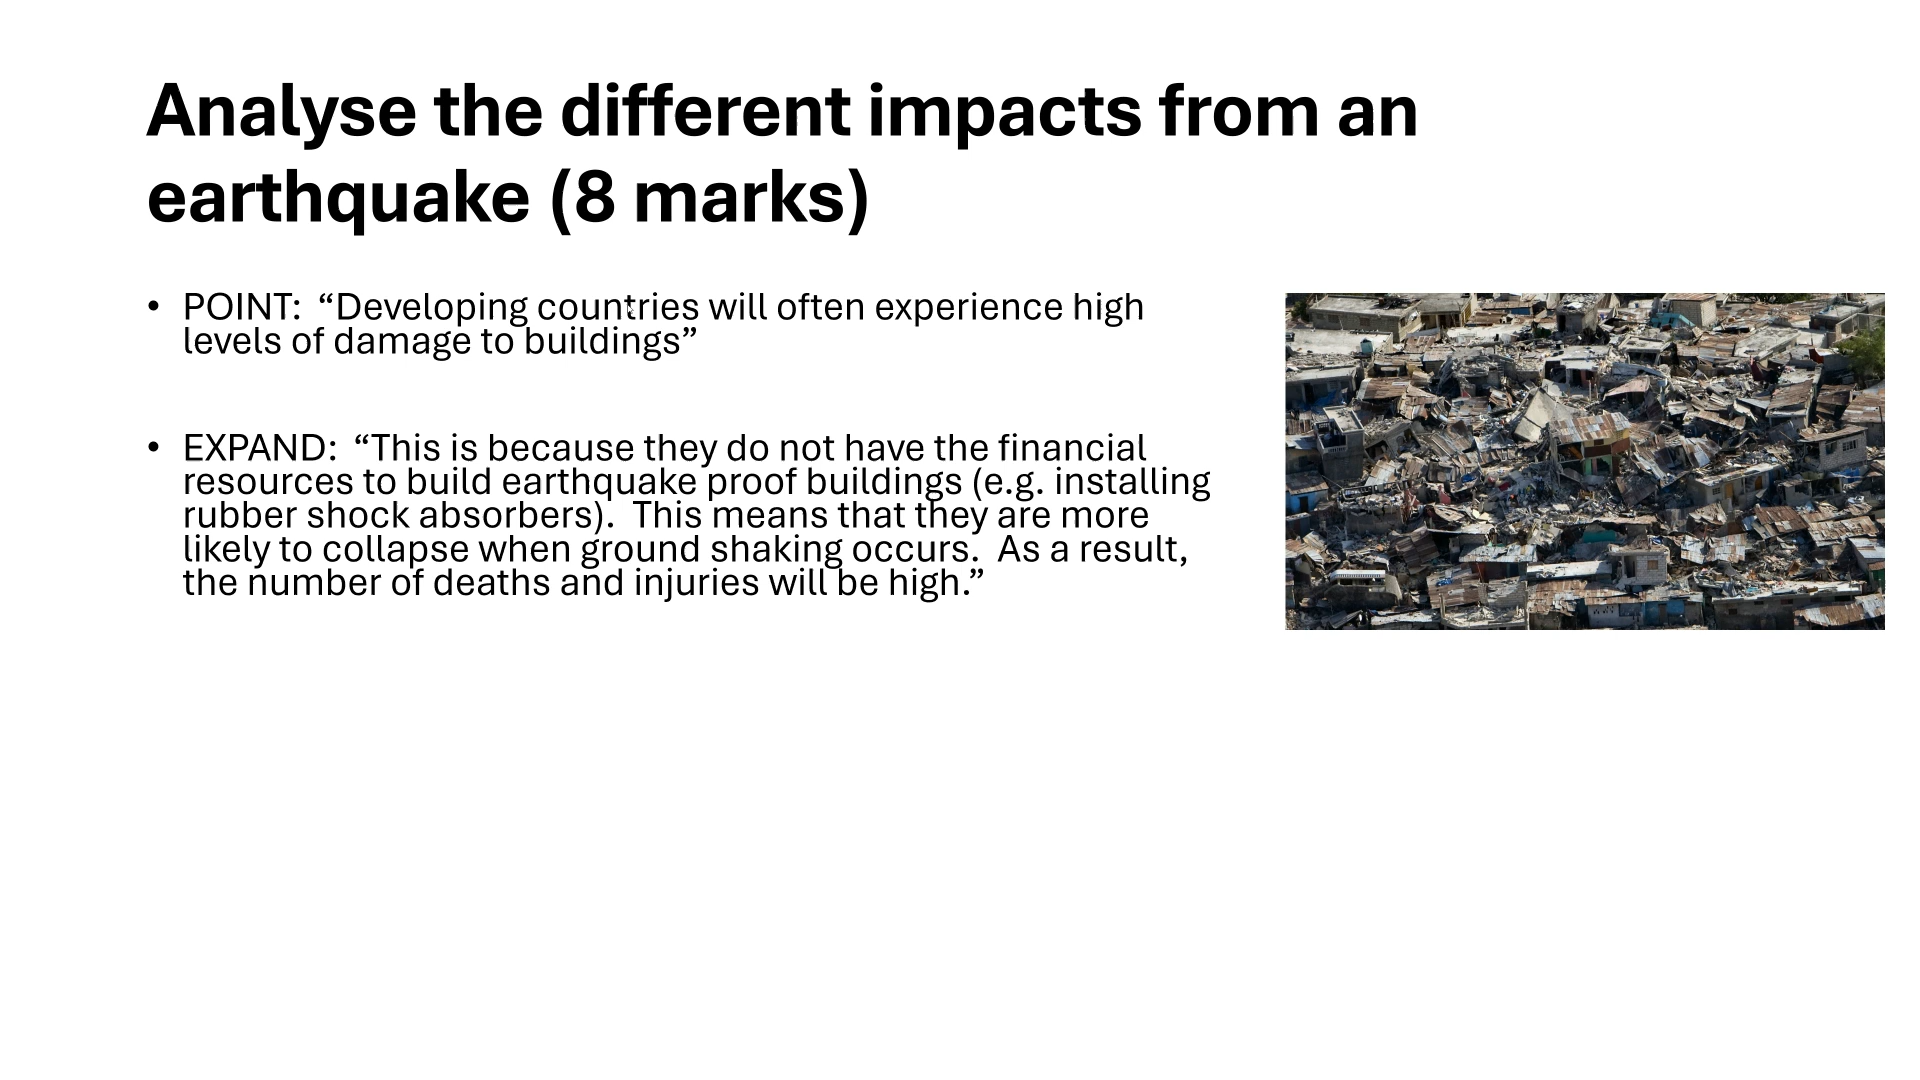 Analyse the different impacts from an
earthquake (8 marks)
• POINT:  “Developing countries will often experience high
levels of damage to buildings”
• EXPAND:  “This is because they do not have the financial
resources to build earthquake proof buildings (e.g. installing
rubber shock absorbers).  This means that they are more
likely to collapse when ground shaking occurs.  As a result,
the number of deaths and injuries will be high.”